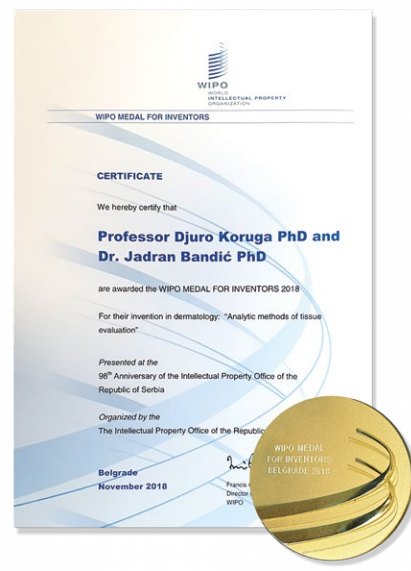 WIPO
WORLD
INTELLECTUAL PROPERTY
ORGANIZATION
WIPO MEDAL FOR INVENTORS
CERTIFICATE
We hereby certify that
Professor Djuro Koruga PhD and
Dr. Jadran Bandić PhD
are awarded the WIPO MEDAL FOR INVENTORS 2018
For their invention in dermatology: "Analytic methods of tissue
evaluation"
Presented at the
98th Anniversary of the Intellectual Property Office of the
Republic of Serbia
Organized by the
The Intellectual Property Office of the Republic
Belgrade
November 2018
Francis
Director
WIPO
WIPO MEDAL
FOR INVENTORS
BELGRADE 2018